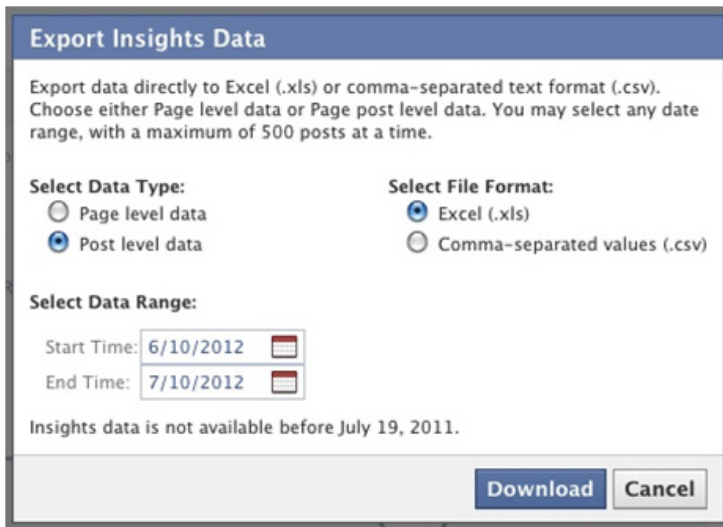 Export Insights Data
Export data directly to Excel (.xls) or comma-separated text format (.csv).
Choose either Page level data or Page post level data. You may select any date
range, with a maximum of 500 posts at a time.
Select Data Type:
Page level data
Post level data
Select File Format:
Excel (.xls)
Comma-separated values (.csv)
Select Data Range:
Start Time: 6/10/2012
End Time: 7/10/2012
Insights data is not available before July 19, 2011.
Download Cancel